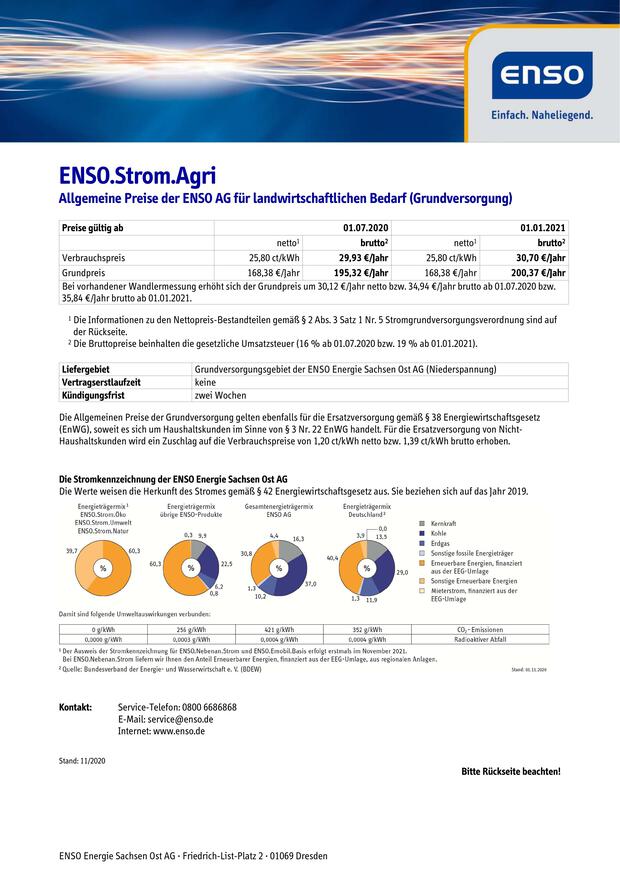 ENSO
Einfach. Naheliegend.
ENSO.Strom.Agri
Allgemeine Preise der ENSO AG für landwirtschaftlichen Bedarf (Grundversorgung)
Preise gültig ab 01.07.2020 01.01.2021
netto¹ brutto² netto¹ brutto²
Verbrauchspreis 25,80 ct/kWh 29,93 €/Jahr 25,80 ct/kWh 30,70 €/Jahr
Grundpreis 168,38 €/Jahr 195,32 €/Jahr 168,38 €/Jahr 200,37 €/Jahr
Bei vorhandener Wandlermessung erhöht sich der Grundpreis um 30,12 €/Jahr netto bzw. 34,94 €/Jahr brutto ab 01.07.2020 bzw.
35,84 €/Jahr brutto ab 01.01.2021.
¹ Die Informationen zu den Nettopreis-Bestandteilen gemäß § 2 Abs. 3 Satz 1 Nr. 5 Stromgrundversorgungsverordnung sind auf
der Rückseite.
² Die Bruttopreise beinhalten die gesetzliche Umsatzsteuer (16 % ab 01.07.2020 bzw. 19 % ab 01.01.2021).
Liefergebiet Grundversorgungsgebiet der ENSO Energie Sachsen Ost AG (Niederspannung)
Vertragserstlaufzeit keine
Kündigungsfrist zwei Wochen
Die Allgemeinen Preise der Grundversorgung gelten ebenfalls für die Ersatzversorgung gemäß § 38 Energiewirtschaftsgesetz
(EnWG), soweit es sich um Haushaltskunden im Sinne von § 3 Nr. 22 EnWG handelt. Für die Ersatzversorgung von Nicht-
Haushaltskunden wird ein Zuschlag auf die Verbrauchspreise von 1,20 ct/kWh netto bzw. 1,39 ct/kWh brutto erhoben.
Die Stromkennzeichnung der ENSO Energie Sachsen Ost AG
Die Werte weisen die Herkunft des Stromes gemäß § 42 Energiewirtschaftsgesetz aus. Sie beziehen sich auf das Jahr 2019.
Energieträgermix¹
ENSO.Strom.Öko
ENSO.Strom.Umwelt
ENSO.Strom.Natur
39,7
60,3
%
Energieträgermix
übrige ENSO-Produkte
0,3
9,9
22,5
6,2
0,8
60,3
%
Gesamtenergieträgermix
ENSO AG
4,4
16,3
37,0
10,2
1,3
30,8
%
Energieträgermix
Deutschland²
0,0
3,9
13,5
29,0
11,9
1,3
40,4
%
Kernkraft
Kohle
Erdgas
Sonstige fossile Energieträger
Erneuerbare Energien, finanziert
aus der EEG-Umlage
Sonstige Erneuerbare Energien
Mieterstrom, finanziert aus der
EEG-Umlage
Damit sind folgende Umweltauswirkungen verbunden:
0 g/kWh 256 g/kWh 421 g/kWh 352 g/kWh CO₂-Emissionen
0,0000 g/kWh 0,0003 g/kWh 0,0004 g/kWh 0,0004 g/kWh Radioaktiver Abfall
¹ Der Ausweis der Stromkennzeichnung für ENSO.Nebenan.Strom und ENSO.Emobil.Basis erfolgt erstmals im November 2021.
Bei ENSO.Nebenan.Strom liefern wir Ihnen den Anteil Erneuerbarer Energien, finanziert aus der EEG-Umlage, aus regionalen Anlagen.
² Quelle: Bundesverband der Energie- und Wasserwirtschaft e. V. (BDEW)
Stand: 01.11.2020
Kontakt: Service-Telefon: 0800 6686868
E-Mail: service@enso.de
Internet: www.enso.de
Stand: 11/2020
Bitte Rückseite beachten!
ENSO Energie Sachsen Ost AG · Friedrich-List-Platz 2 · 01069 Dresden